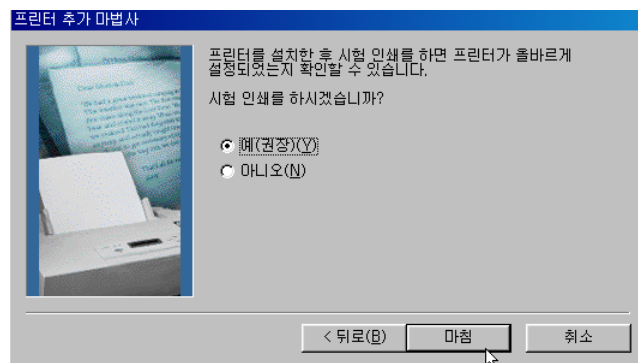 프린터 추가 마법사
프린터를 설치한 후 시험 인쇄를 하면 프린터가 올바르게
설정되었는지 확인할 수 있습니다.
시험 인쇄를 하시겠습니까?
예(권장)(Y)
아니오(N)
< 뒤로(B)
마침
취소